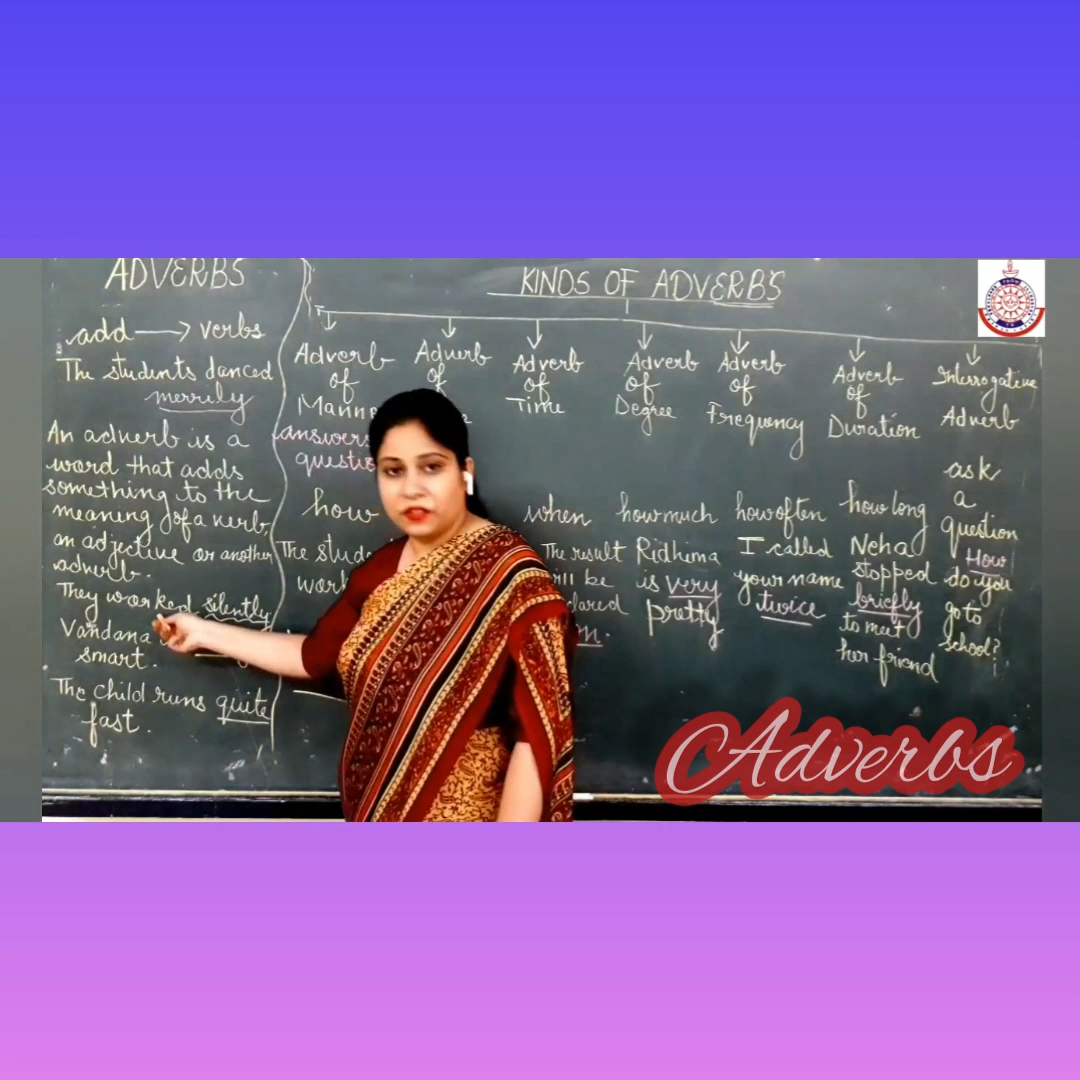 ADVERBS
add → verbs
The students danced
merrily
An adverb is a
word that adds
something to the
meaning of a verb,
an adjective or another
adverb.
They worked silently
Vandana
smart.
The child runs quite
fast.
KINDS OF ADVERBS
Adverb
of
Manne
answers
questio
how
The stude
work
Adverb
of
Adverb
of
Time
when
The result
ill be
lared
Adverb
of
Degree
how much
Ridhima
is very
pretty
Adverb
of
Frequency
how often
I called
your name
twice
Adverb
of
Duration
how long
Neha
stopped
briefly
to meet
her friend
Interrogative
Adverb
ask
a
question
How
do you
go to
school?
Adverbs